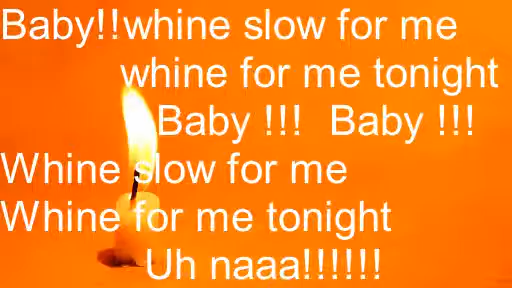 Baby!!whine slow for me
whine for me tonight
Baby !!! Baby !!!
Whine slow for me
Whine for me tonight
Uh naaa!!!!!!